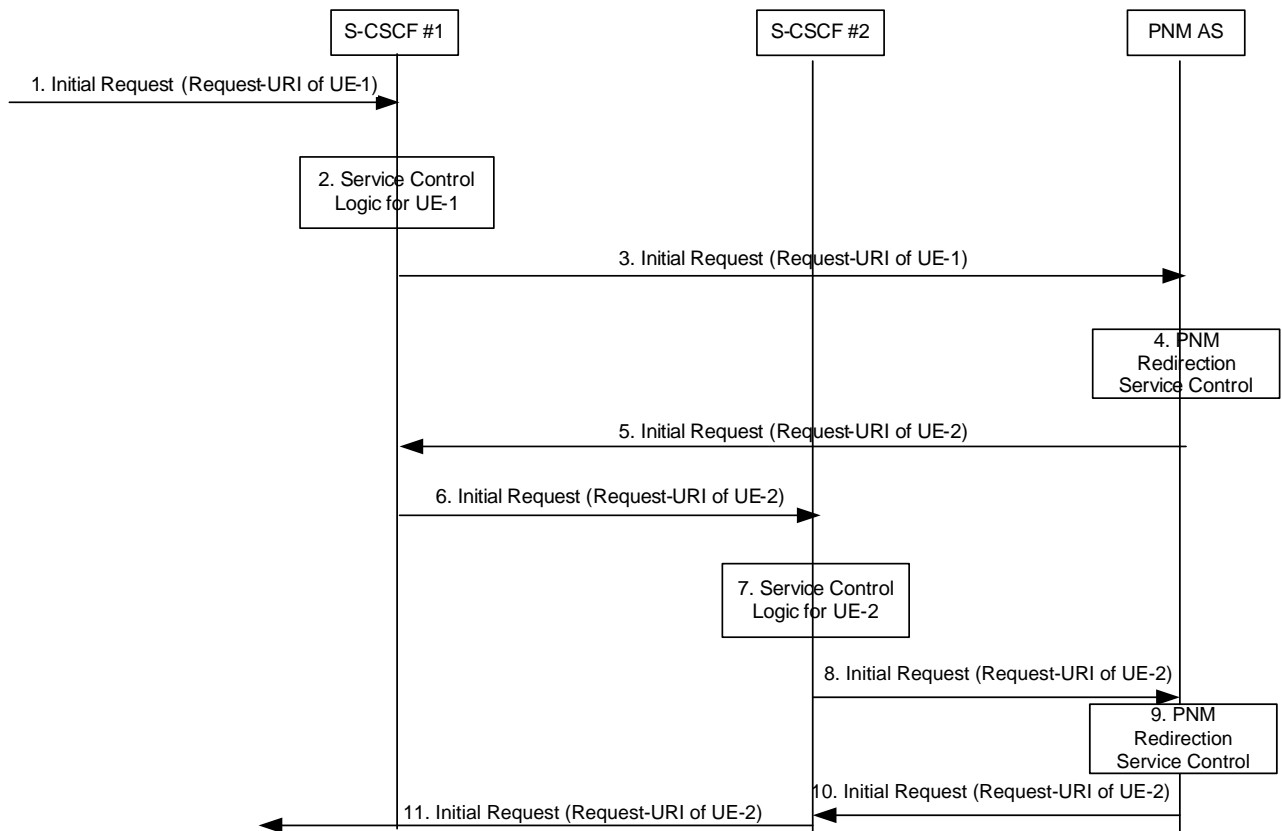 S-CSCF #1
S-CSCF #2
PNM AS
1. Initial Request (Request-URI of UE-1)
2. Service Control
Logic for UE-1
3. Initial Request (Request-URI of UE-1)
4. PNM
Redirection
Service Control
5. Initial Request (Request-URI of UE-2)
6. Initial Request (Request-URI of UE-2)
7. Service Control
Logic for UE-2
8. Initial Request (Request-URI of UE-2)
9. PNM
Redirection
Service Control
10. Initial Request (Request-URI of UE-2)
11. Initial Request (Request-URI of UE-2)